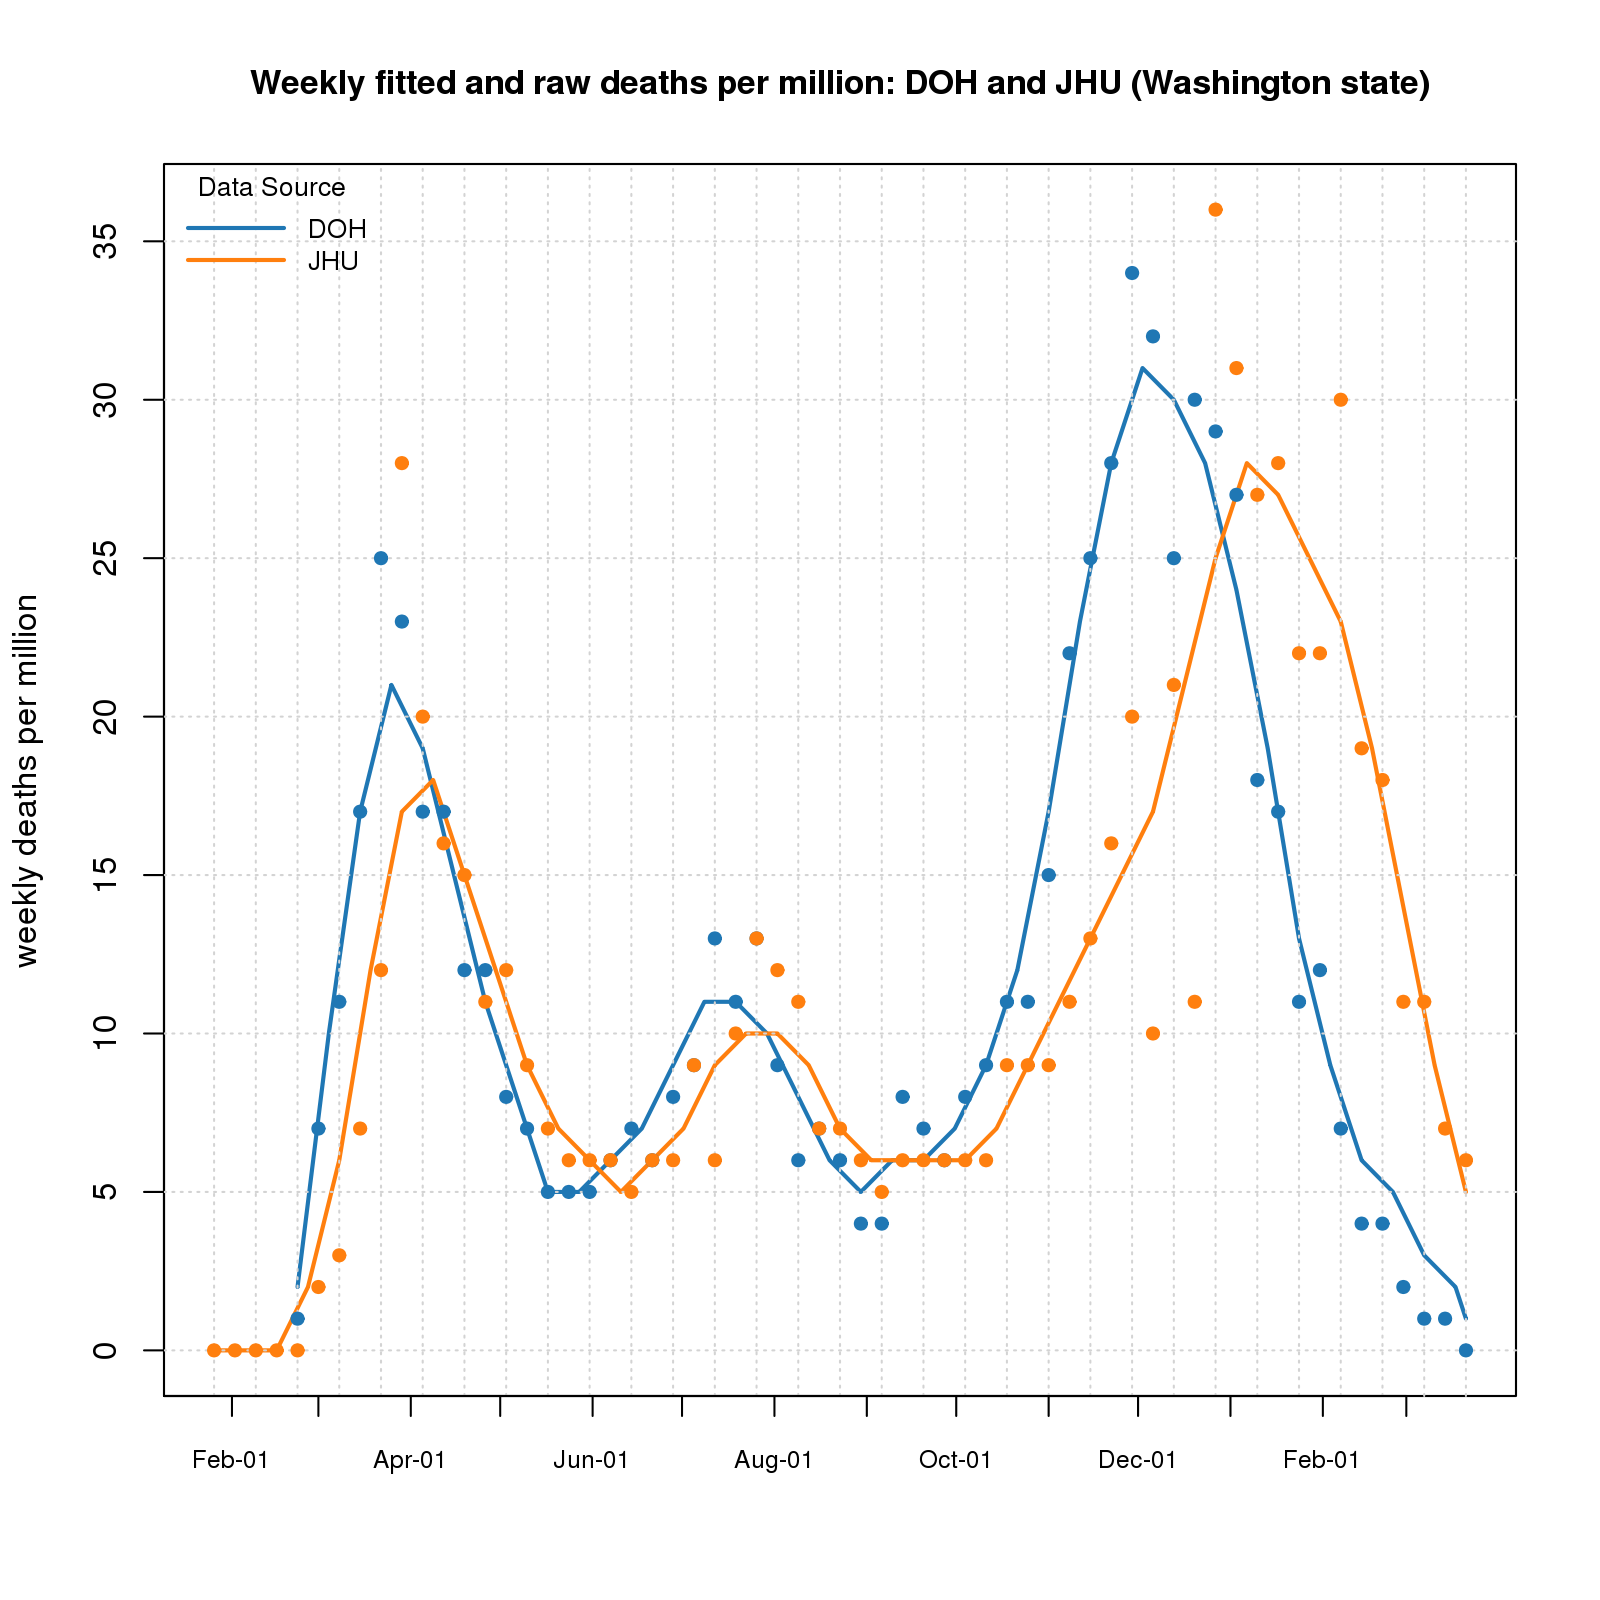 Weekly fitted and raw deaths per million: DOH and JHU (Washington state)
Data Source
DOH
JHU
weekly deaths per million
35
30
25
20
15
10
5
0
Feb-01 Apr-01 Jun-01 Aug-01 Oct-01 Dec-01 Feb-01